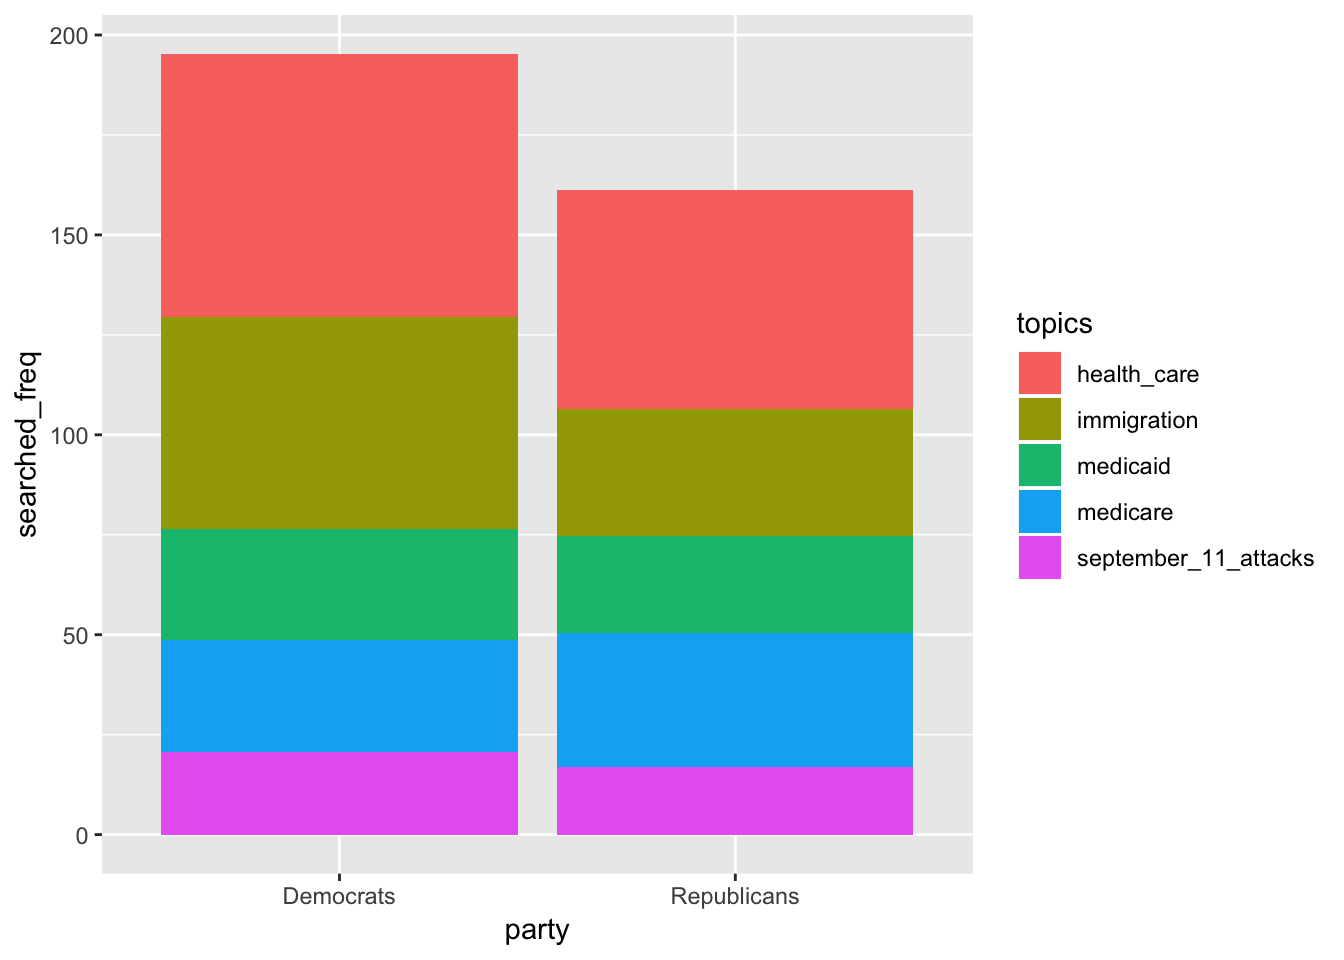 200
150
100
50
0
searched_freq
Democrats
Republicans
party
topics
health_care
immigration
medicaid
medicare
september_11_attacks